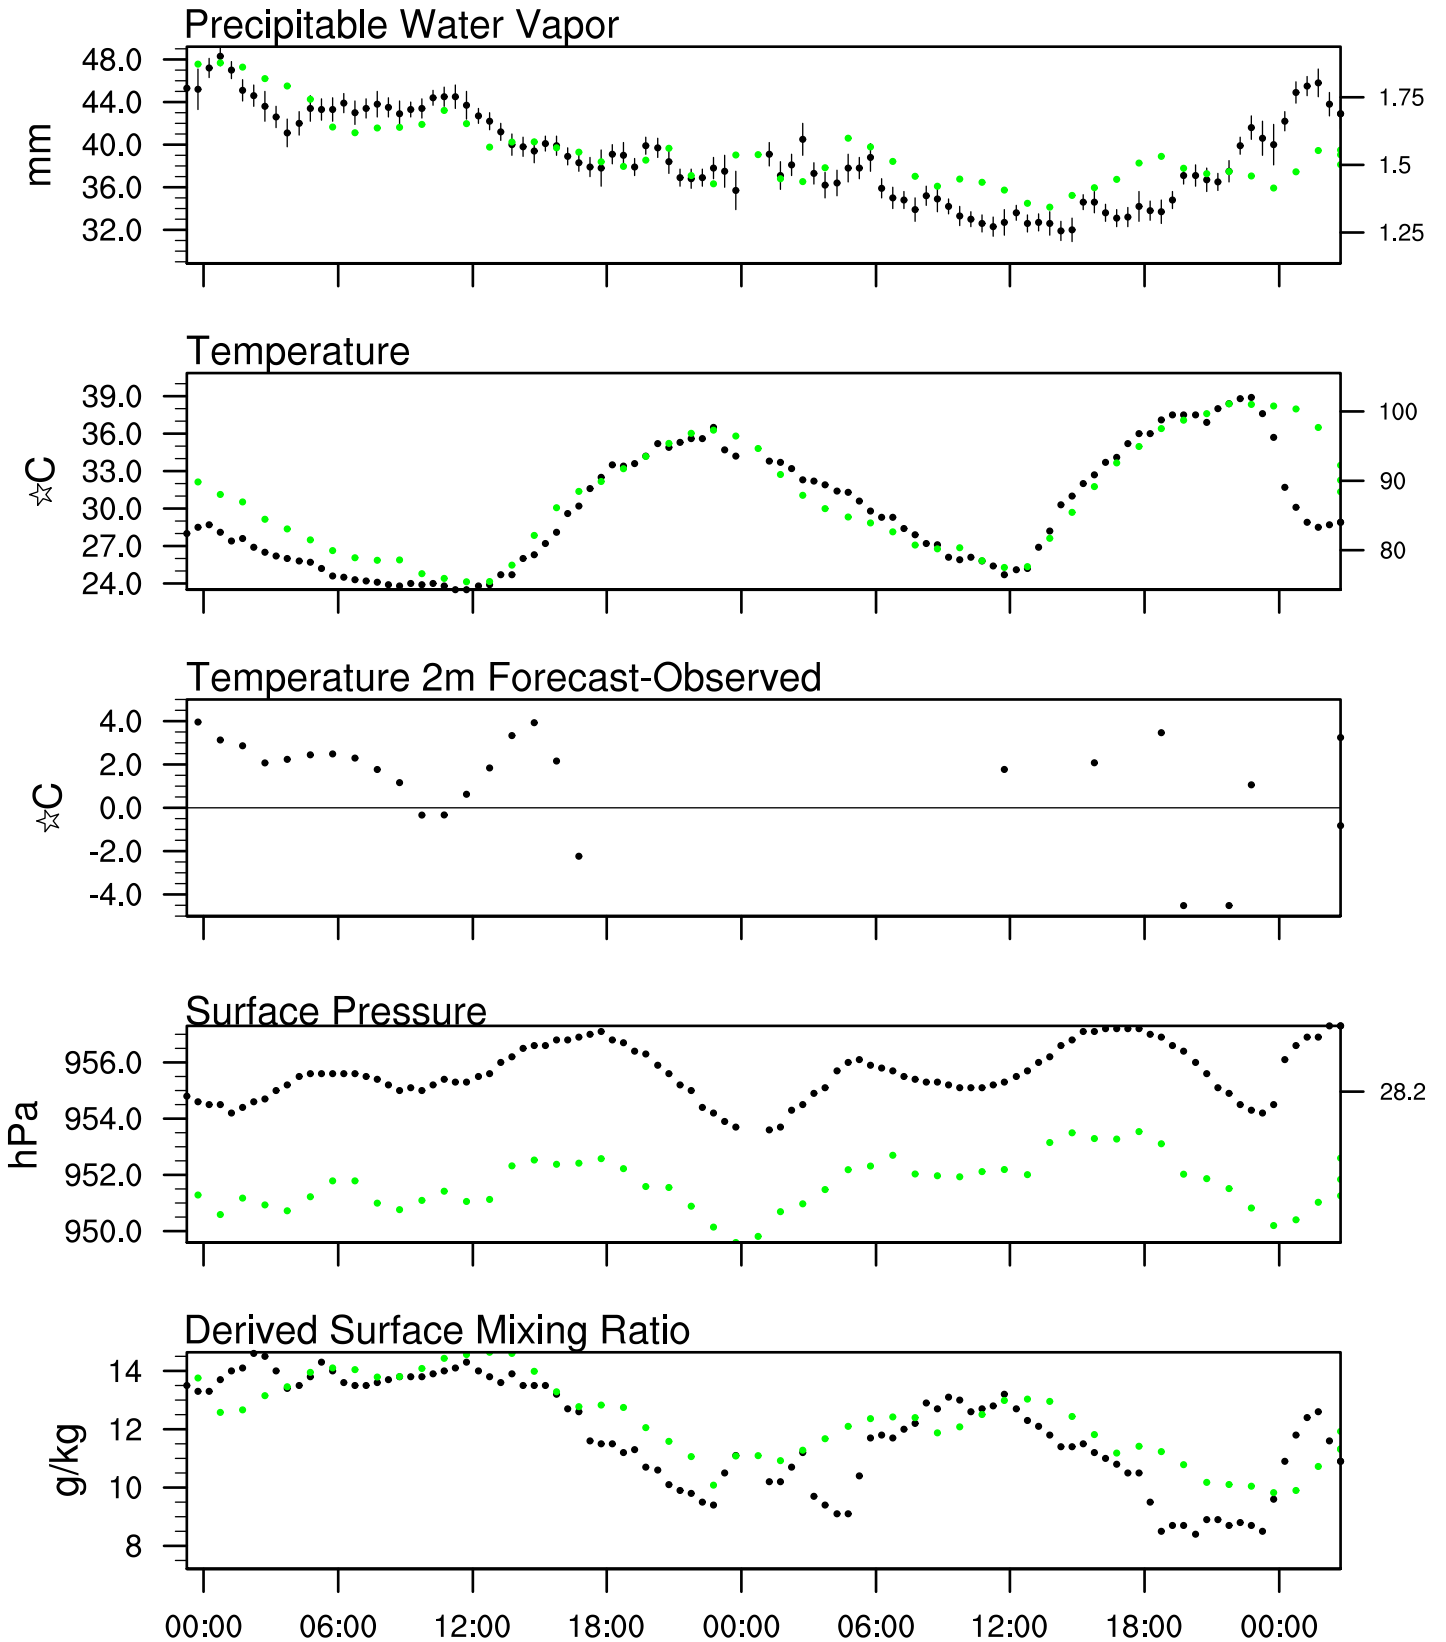 Precipitable Water Vapor
48.0
44.0
40.0
36.0
32.0
mm
1.75
1.5
1.25
Temperature
39.0
36.0
33.0
30.0
27.0
24.0
☆C
100
90
80
Temperature 2m Forecast-Observed
4.0
2.0
0.0
-2.0
-4.0
☆C
Surface Pressure
956.0
954.0
952.0
950.0
hPa
28.2
Derived Surface Mixing Ratio
14
12
10
8
g/kg
00:00 06:00 12:00 18:00 00:00 06:00 12:00 18:00 00:00